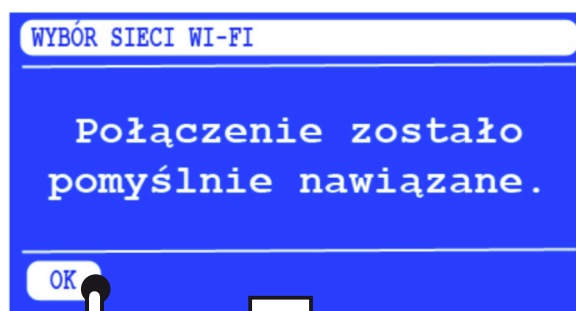 WYBÓR SIECI WI-FI
Połączenie zostało
pomyślnie nawiązane.
OK